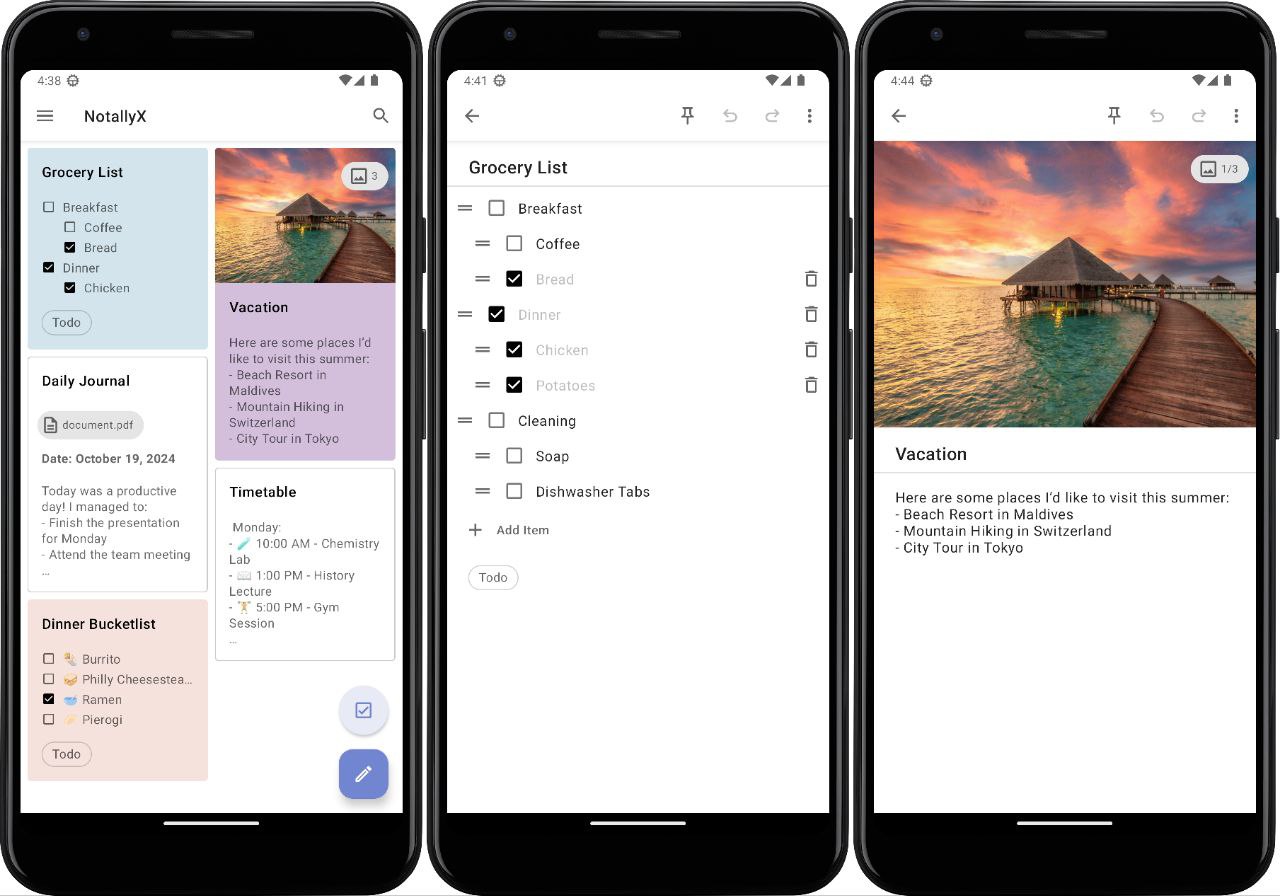 4:38
NotallyX
Grocery List
Breakfast
Coffee
Bread
Dinner
Chicken
Todo
Daily Journal
document.pdf
Date: October 19, 2024
Today was a productive
day! I managed to:
- Finish the presentation
for Monday
- Attend the team meeting
...
Dinner Bucketlist
Burrito
Philly Cheesestea...
Ramen
Pierogi
Todo
3
Vacation
Here are some places I'd
like to visit this summer:
- Beach Resort in
Maldives
- Mountain Hiking in
Switzerland
- City Tour in Tokyo
Timetable
Monday:
- 🧪 10:00 AM - Chemistry
Lab
- 📖 1:00 PM - History
Lecture
- 🏋 5:00 PM - Gym
Session
...
4:41
Grocery List
Breakfast
Coffee
Bread
Dinner
Chicken
Potatoes
Cleaning
Soap
Dishwasher Tabs
+ Add Item
Todo
4:44
1/3
Vacation
Here are some places I'd like to visit this summer:
- Beach Resort in Maldives
- Mountain Hiking in Switzerland
- City Tour in Tokyo